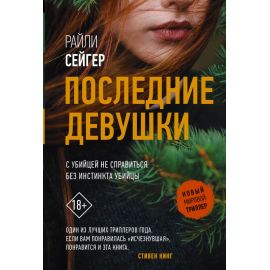 РАЙЛИ
СЕЙГЕР
ПОСЛЕДНИЕ
ДЕВУШКИ
С УБИЙЦЕЙ НЕ СПРАВИТЬСЯ
БЕЗ ИНСТИНКТА УБИЙЦЫ
НОВЫЙ
МИРОВОЙ
ТРИЛЛЕР
18+
ОДИН ИЗ ЛУЧШИХ ТРИЛЛЕРОВ ГОДА.
ЕСЛИ ВАМ ПОНРАВИЛАСЬ «ИСЧЕЗНУВШАЯ»,
ПОНРАВИТСЯ И ЭТА КНИГА.
СТИВЕН КИНГ